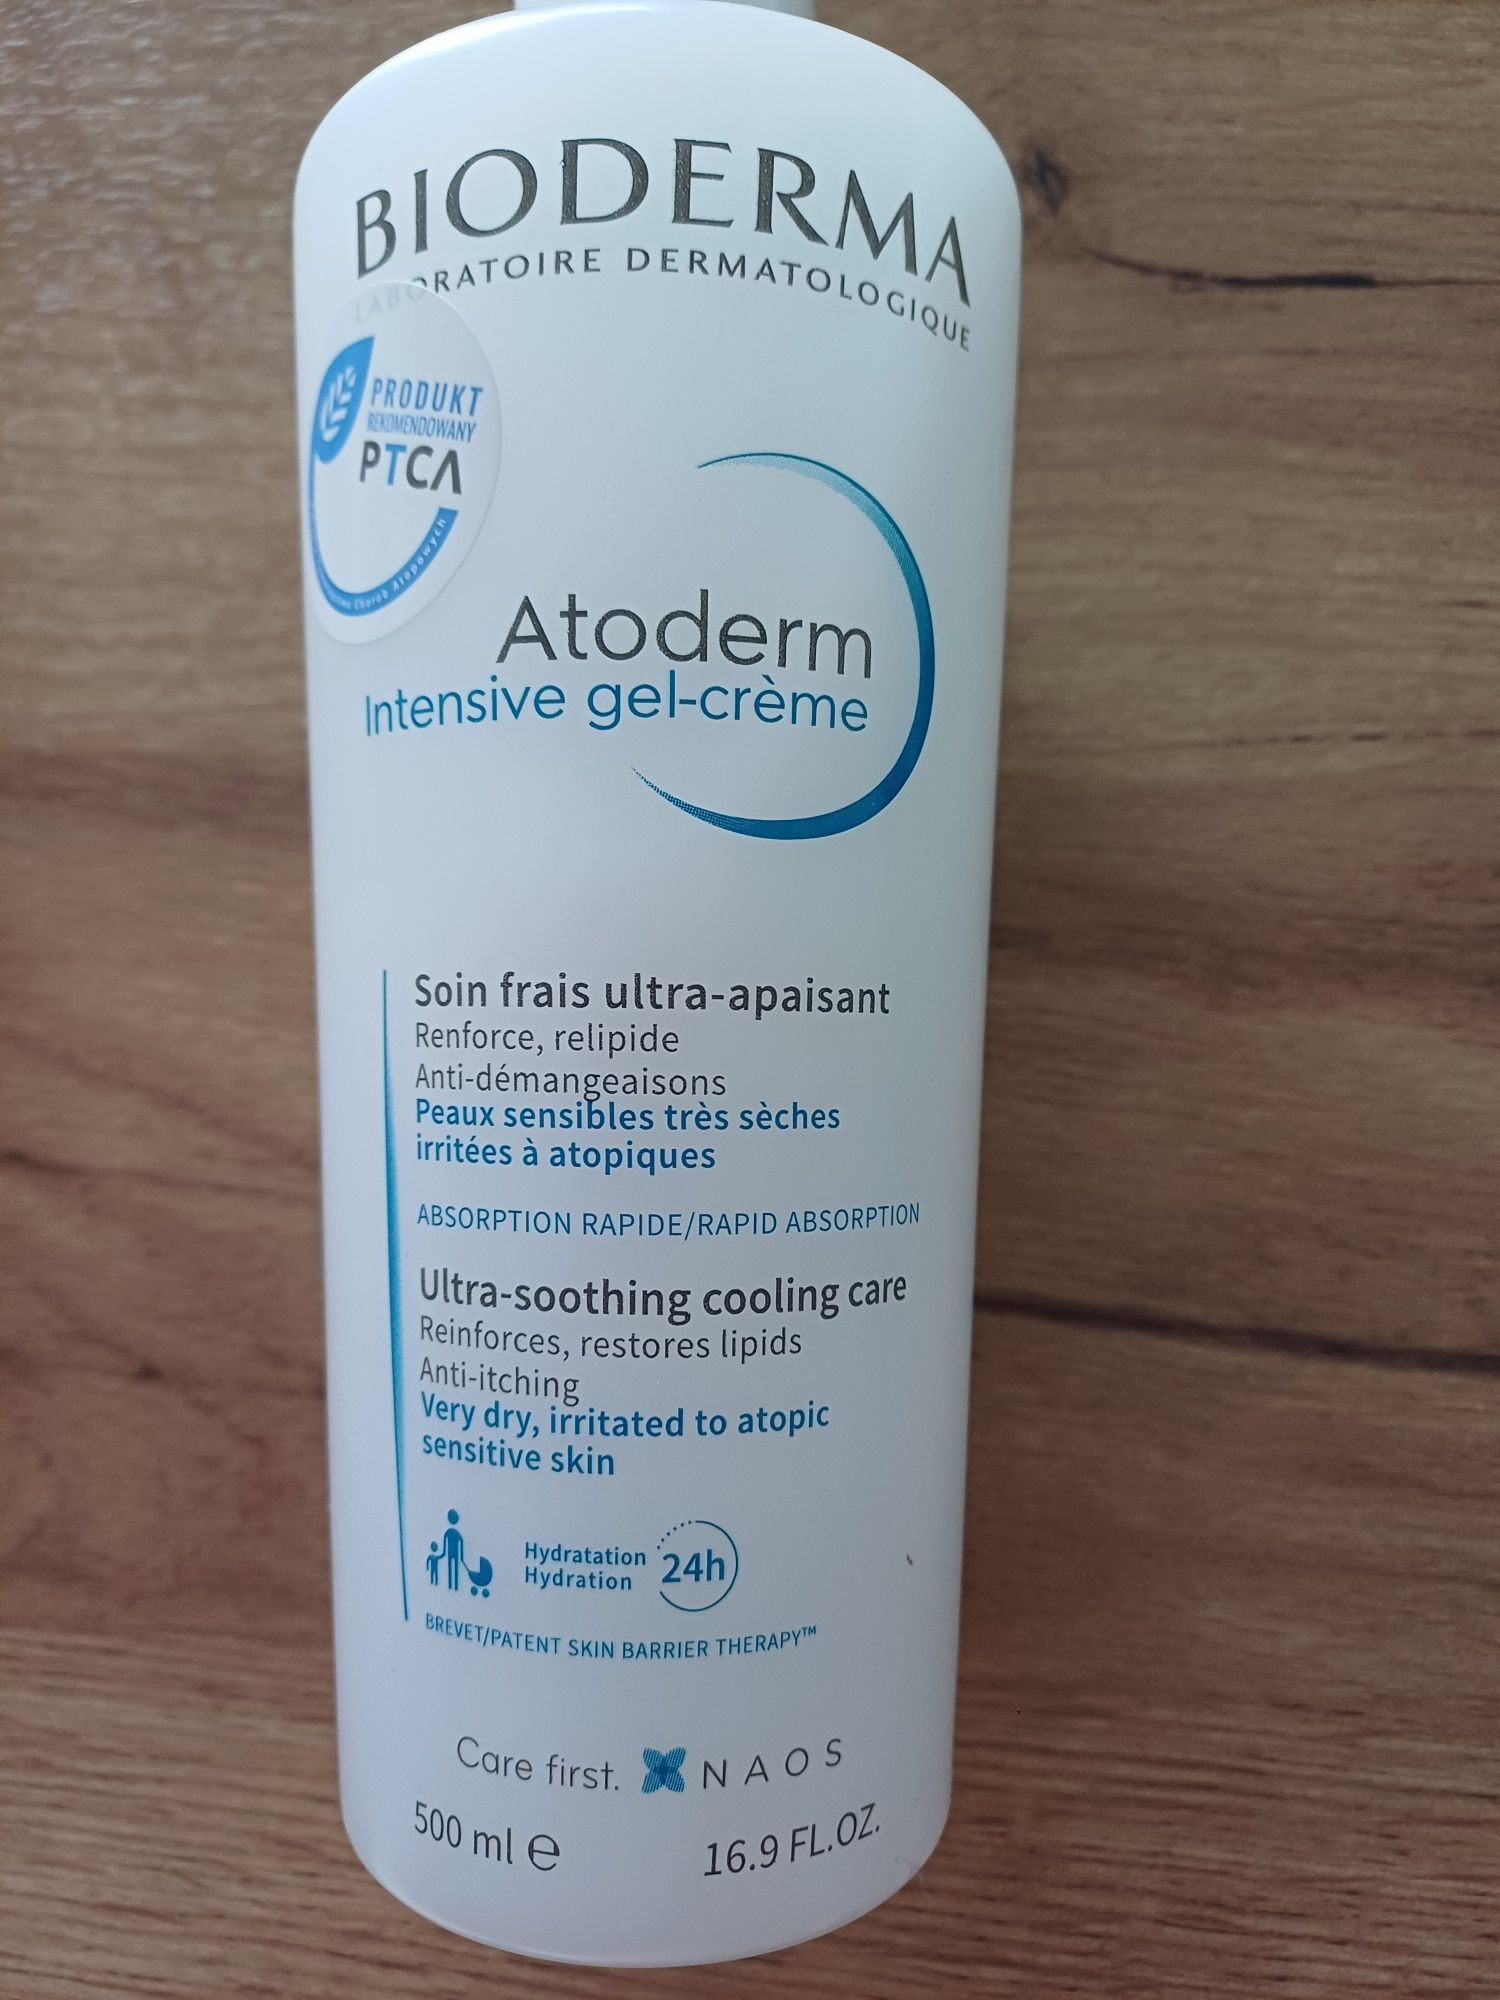 BIODERMA
LABORATOIRE DERMATOLOGIQUE
PRODUKT
REKOMENDOWANY
PTCA
Chorób Atopowych
Atoderm
Intensive gel-crème
Soin frais ultra-apaisant
Renforce, relipide
Anti-démangeaisons
Peaux sensibles très sèches
irritées à atopiques
ABSORPTION RAPIDE/RAPID ABSORPTION
Ultra-soothing cooling care
Reinforces, restores lipids
Anti-itching
Very dry, irritated to atopic
sensitive skin
Hydratation
Hydration
24h
BREVET/PATENT SKIN BARRIER THERAPY™
Care first. NAOS
500 ml e 16.9 FL.OZ.